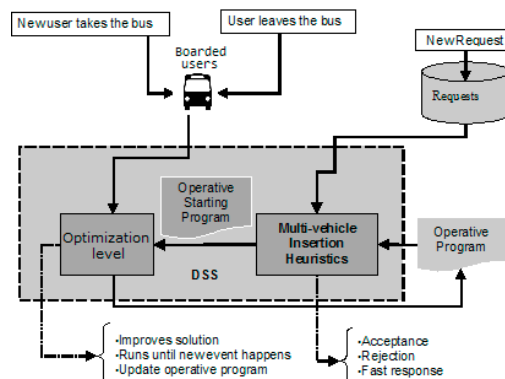 Newuser takes the bus
User leaves the bus
Boarded
users
NewRequest
Requests
Operative
Starting
Program
Optimization
level
Multi-vehicle
Insertion
Heuristics
Operative
Program
DSS
-Improves solution
-Runs until newevent happens
-Update operative program
-Acceptance
-Rejection
-Fast response